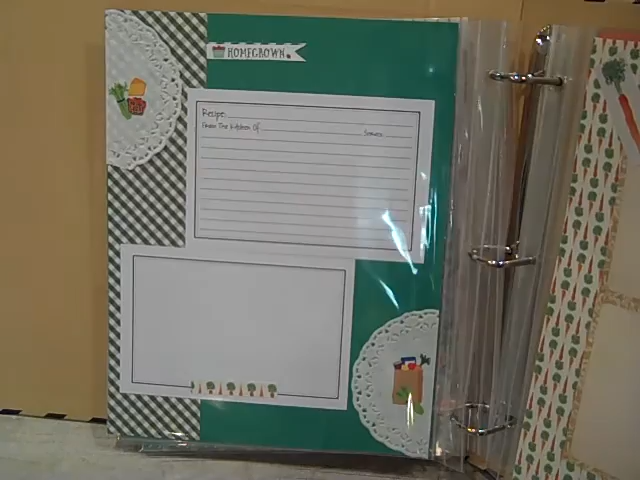 HOMEGROWN
Recipe:
From The Kitchen Of
Serves